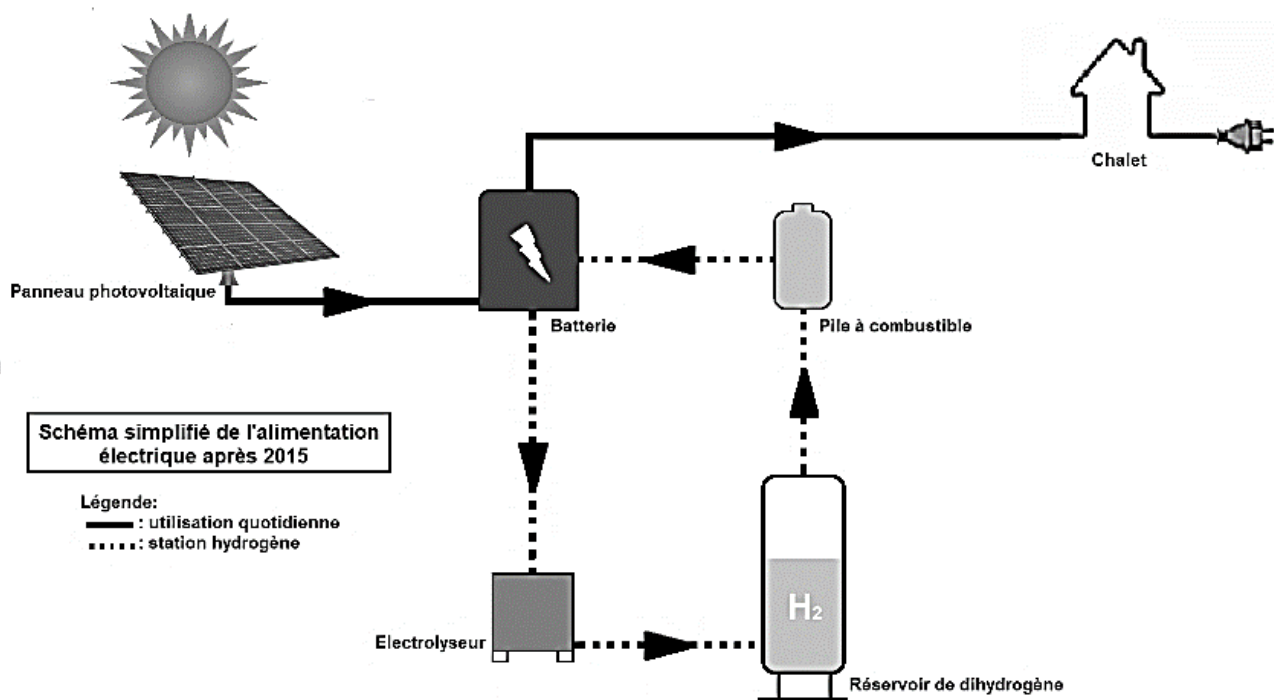 Chalet
Panneau photovoltaique
Batterie
Pile à combustible
Schéma simplifié de l'alimentation
électrique après 2015
Légende:
: utilisation quotidienne
: station hydrogène
H2
Electrolyseur
Réservoir de dihydrogène